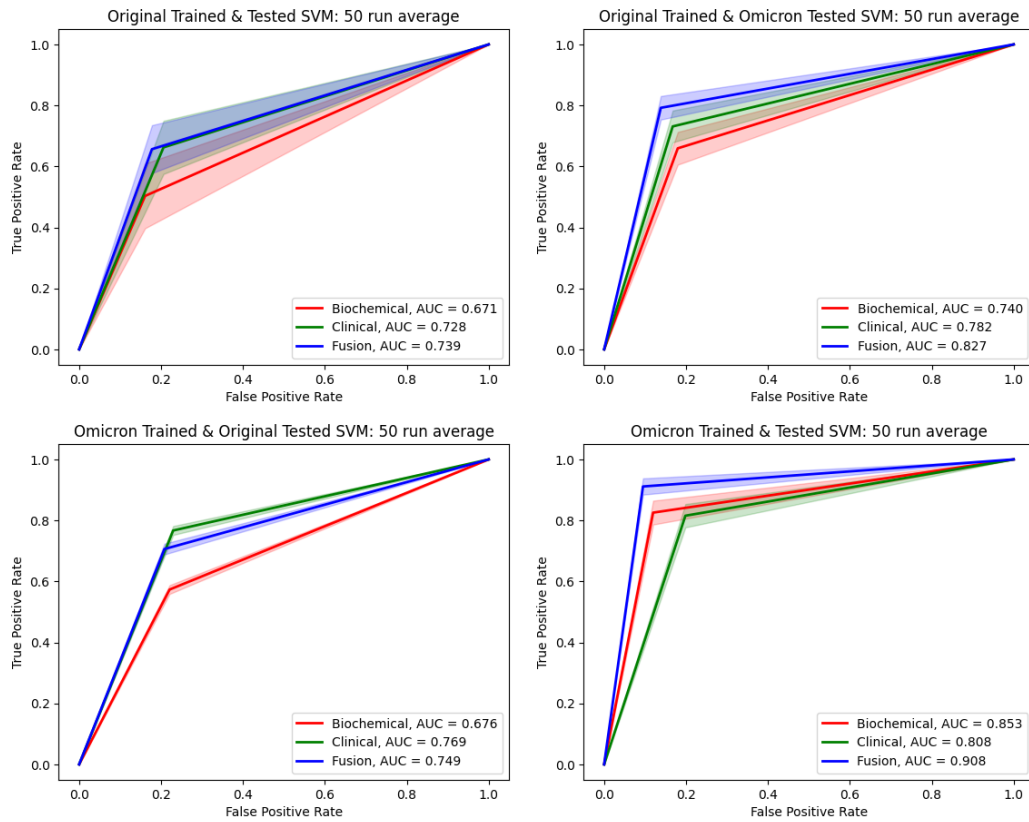 Original Trained & Tested SVM: 50 run average
1.0
0.8
0.6
0.4
0.2
0.0
True Positive Rate
Biochemical, AUC = 0.671
Clinical, AUC = 0.728
Fusion, AUC = 0.739
0.0 0.2 0.4 0.6 0.8 1.0
False Positive Rate
Original Trained & Omicron Tested SVM: 50 run average
1.0
0.8
0.6
0.4
0.2
0.0
True Positive Rate
Biochemical, AUC = 0.740
Clinical, AUC = 0.782
Fusion, AUC = 0.827
0.0 0.2 0.4 0.6 0.8 1.0
False Positive Rate
Omicron Trained & Original Tested SVM: 50 run average
1.0
0.8
0.6
0.4
0.2
0.0
True Positive Rate
Biochemical, AUC = 0.676
Clinical, AUC = 0.769
Fusion, AUC = 0.749
0.0 0.2 0.4 0.6 0.8 1.0
False Positive Rate
Omicron Trained & Tested SVM: 50 run average
1.0
0.8
0.6
0.4
0.2
0.0
True Positive Rate
Biochemical, AUC = 0.853
Clinical, AUC = 0.808
Fusion, AUC = 0.908
0.0 0.2 0.4 0.6 0.8 1.0
False Positive Rate